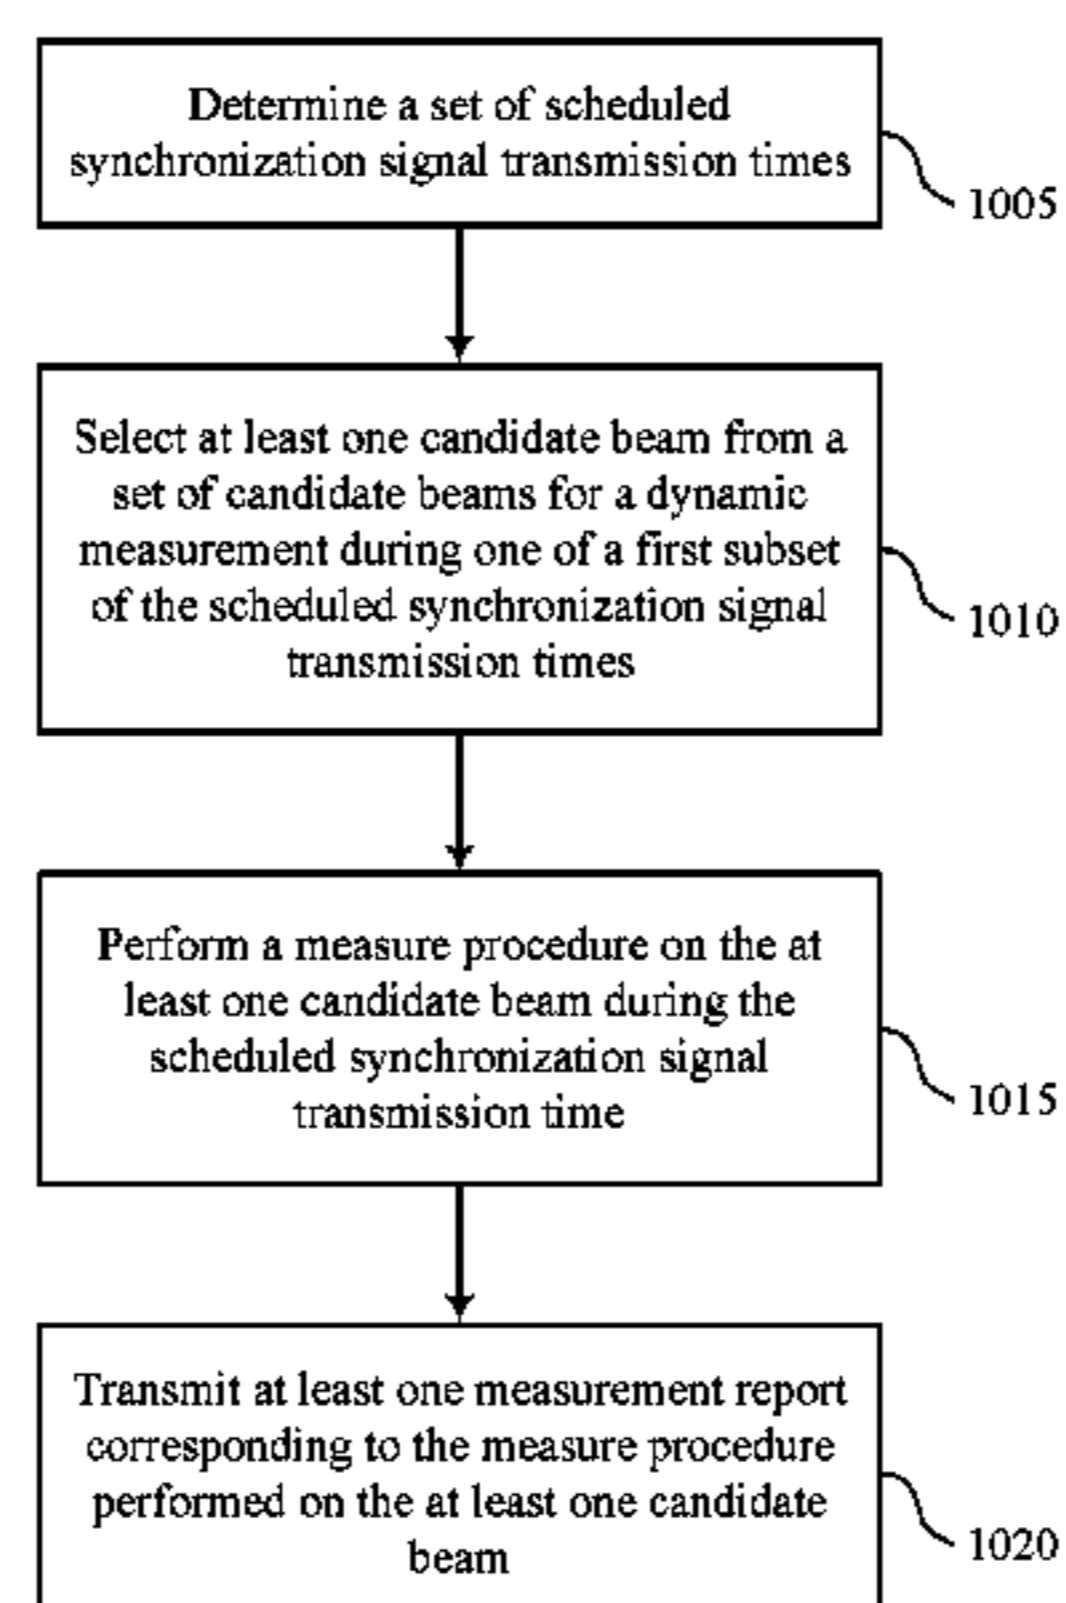 Determine a set of scheduled
synchronization signal transmission times
1005
Select at least one candidate beam from a
set of candidate beams for a dynamic
measurement during one of a first subset
of the scheduled synchronization signal
transmission times
1010
Perform a measure procedure on the at
least one candidate beam during the
scheduled synchronization signal
transmission time
1015
Transmit at least one measurement report
corresponding to the measure procedure
performed on the at least one candidate
beam
1020